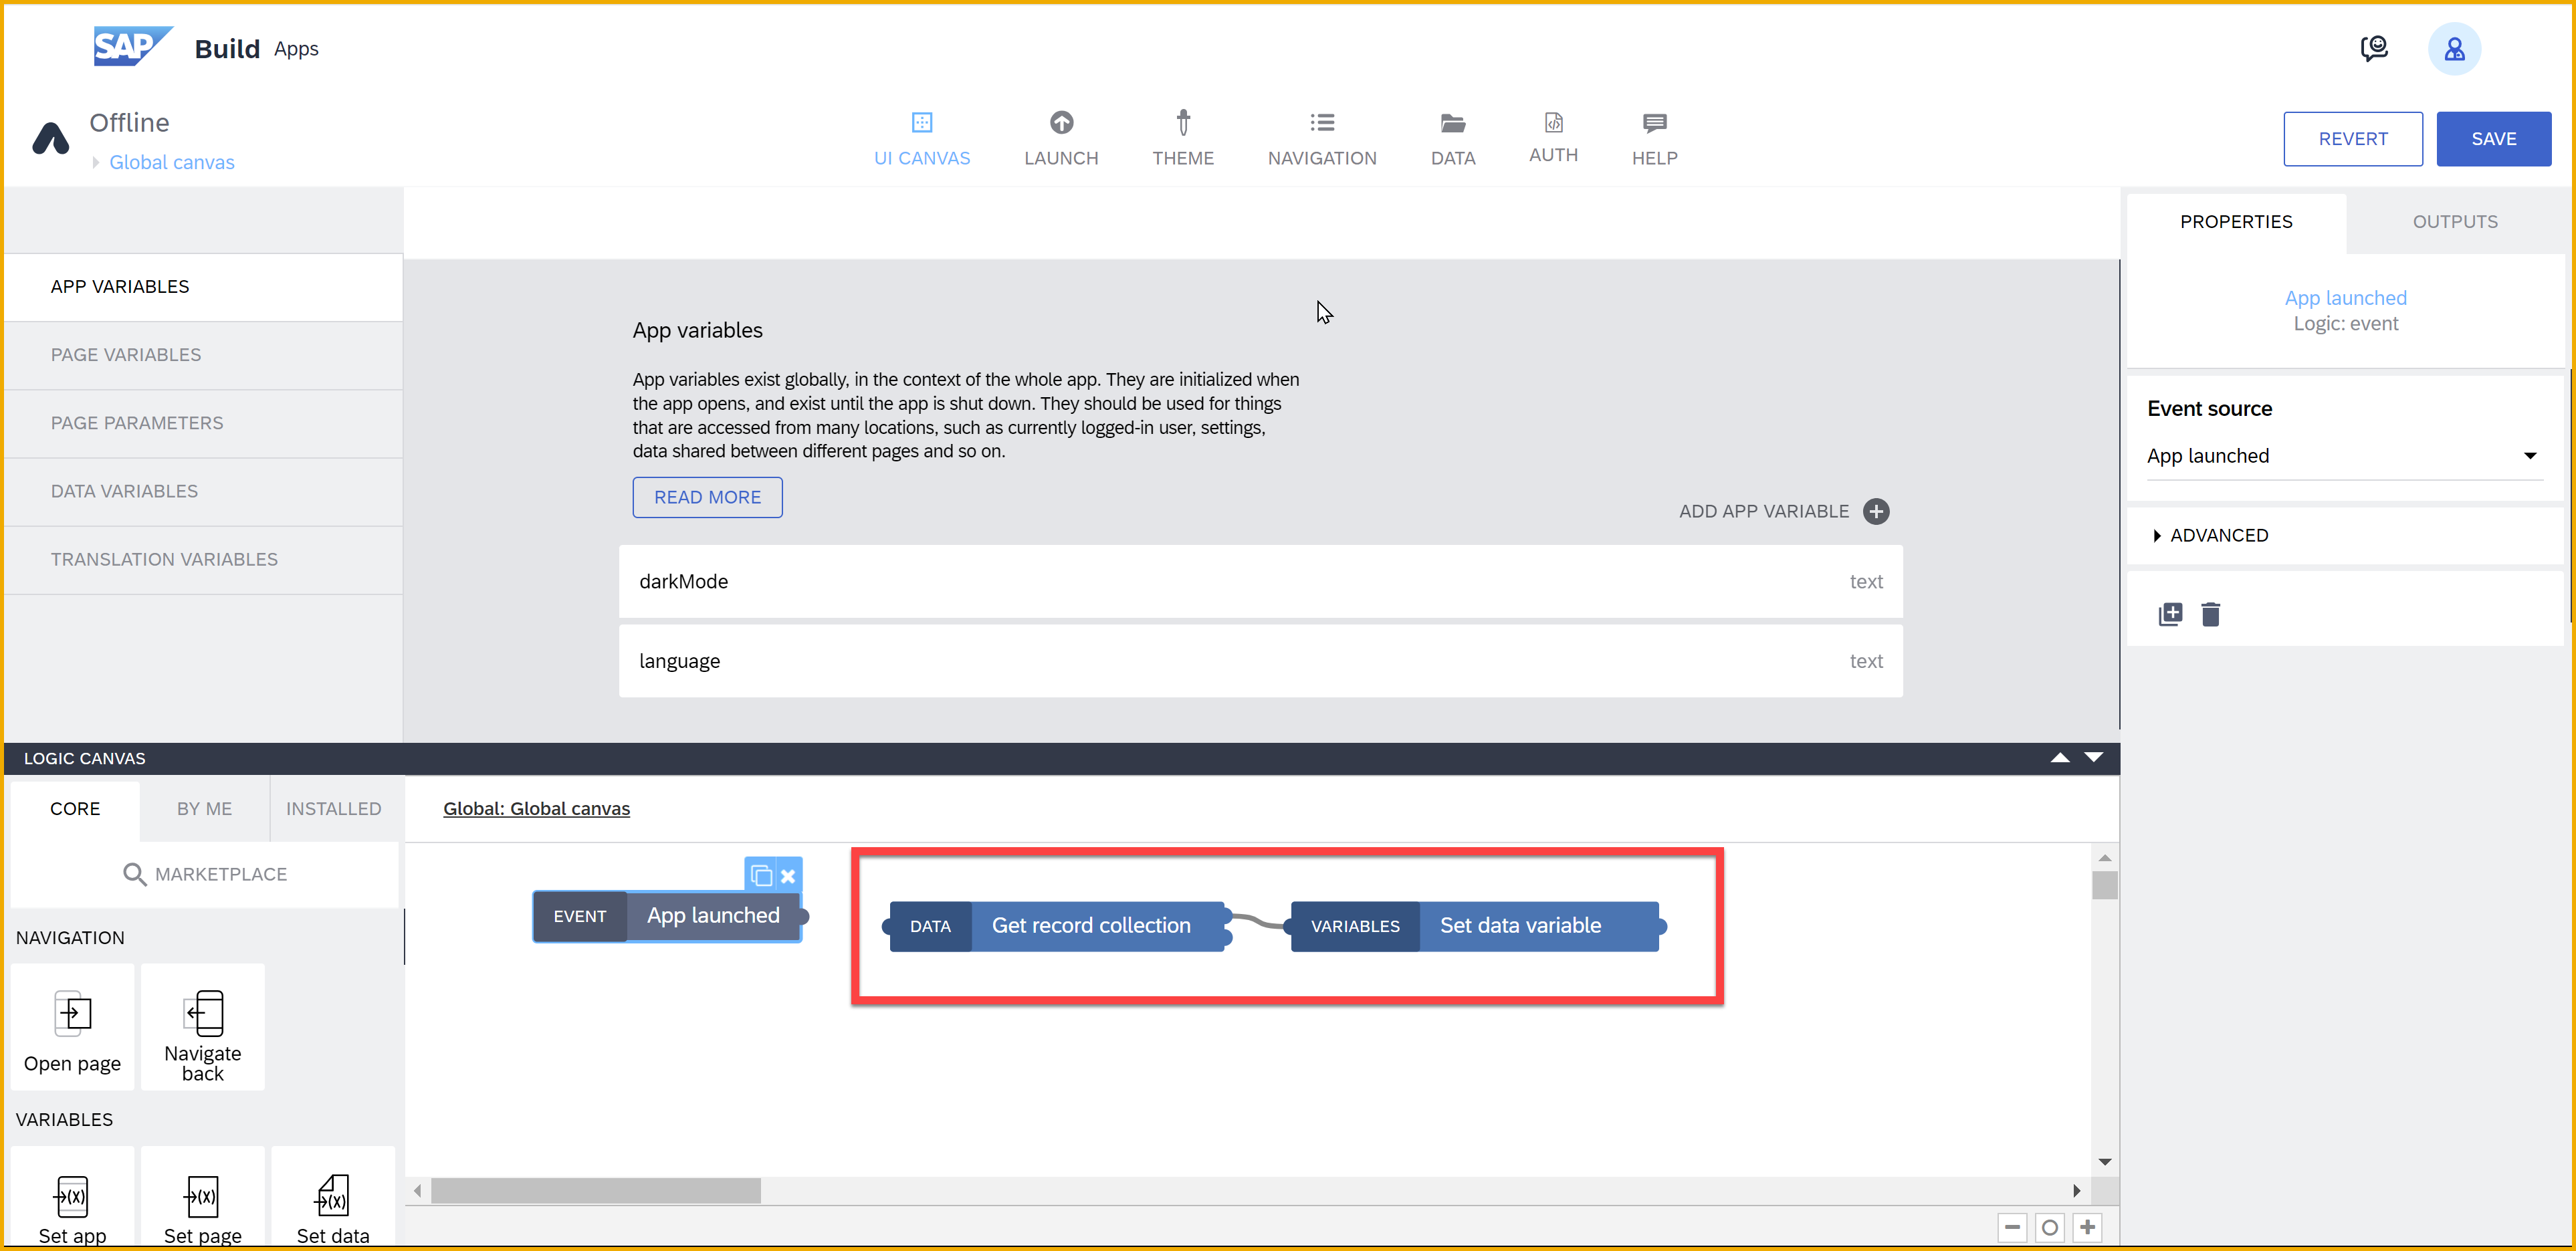 SAP Build Apps
Offline
Global canvas
UI CANVAS
LAUNCH
THEME
NAVIGATION
DATA
AUTH
HELP
REVERT
SAVE
APP VARIABLES
PAGE VARIABLES
PAGE PARAMETERS
DATA VARIABLES
TRANSLATION VARIABLES
App variables
App variables exist globally, in the context of the whole app. They are initialized when
the app opens, and exist until the app is shut down. They should be used for things
that are accessed from many locations, such as currently logged-in user, settings,
data shared between different pages and so on.
READ MORE
ADD APP VARIABLE
darkMode text
language text
PROPERTIES
OUTPUTS
App launched
Logic: event
Event source
App launched
ADVANCED
LOGIC CANVAS
CORE
BY ME
INSTALLED
MARKETPLACE
NAVIGATION
Open page
Navigate
back
VARIABLES
(x)
(x)
(x)
Set app
Set page
Set data
Global: Global canvas
EVENT App launched
DATA Get record collection
VARIABLES Set data variable